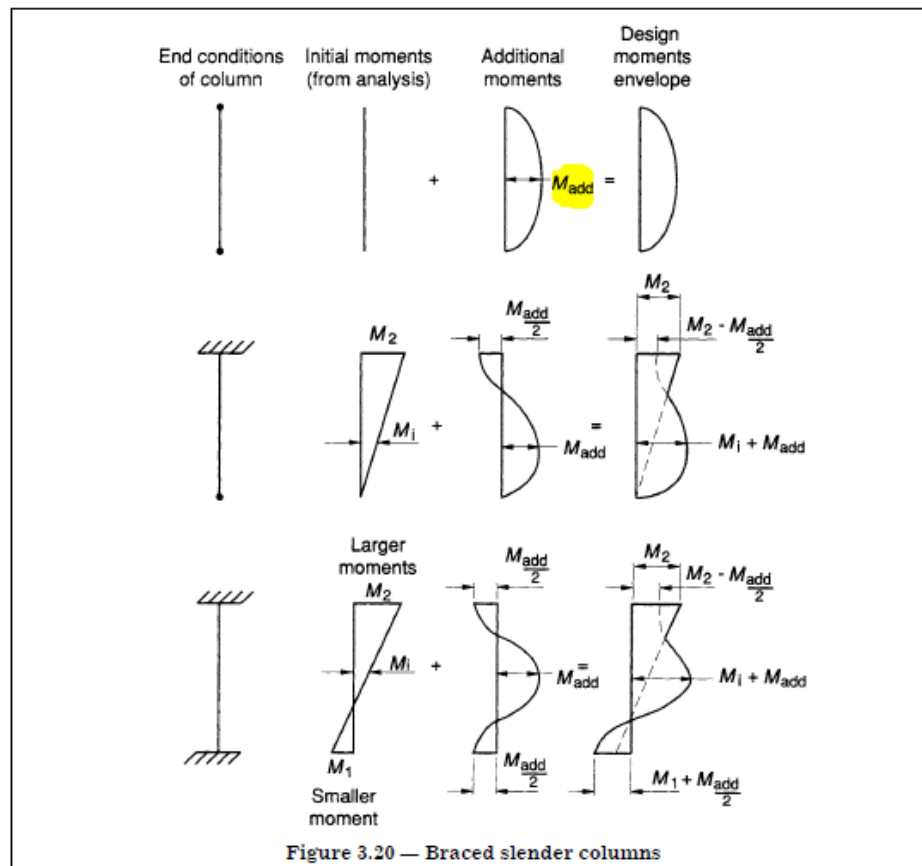 End conditions
of column
Initial moments
(from analysis)
Additional
moments
Design
moments
envelope
+
Madd
=
M2
Mi
+
Madd
2
Madd
=
M2
M2 - Madd
2
Mi + Madd
Larger
moments
M2
Mi
+
M1
Smaller
moment
Madd
2
Madd
=
Madd
2
M2
M2 - Madd
2
Mi + Madd
M1 + Madd
2
Figure 3.20 — Braced slender columns